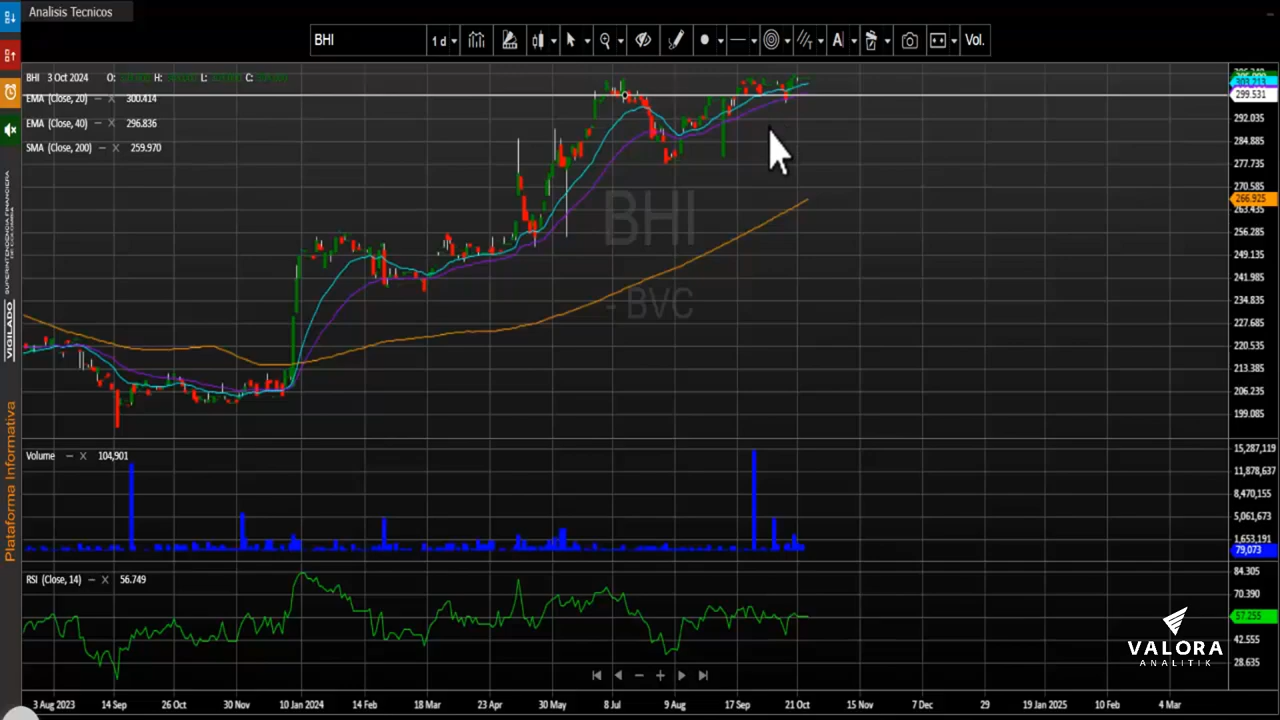 Analisis Tecnicos
BHI
1 d
A
Vol.
BHI 3 Oct 2024 O: H: L: C:
EMA (Close, 20) — X 300.414
EMA (Close, 40) — X 296.836
SMA (Close, 200) — X 259.970
BHI
- BVC
303.213
299.531
292.035
284.885
277.735
270.585
266.925
263.435
256.285
249.135
241.985
234.835
227.685
220.535
213.385
206.235
199.085
Volume — X 104,901
15,287,119
11,878,637
8,470,155
5,061,673
1,653,191
79,073
RSI (Close, 14) — X 56.749
84.305
70.390
57.255
42.555
28.635
3 Aug 2023
14 Sep
26 Oct
30 Nov
10 Jan 2024
14 Feb
18 Mar
23 Apr
30 May
8 Jul
9 Aug
17 Sep
21 Oct
15 Nov
7 Dec
29
19 Jan 2025
10 Feb
4 Mar
VIGILADO
SUPERINTENDENCIA FINANCIERA
DE COLOMBIA
Plataforma Informativa
VALORA
ANALITIK